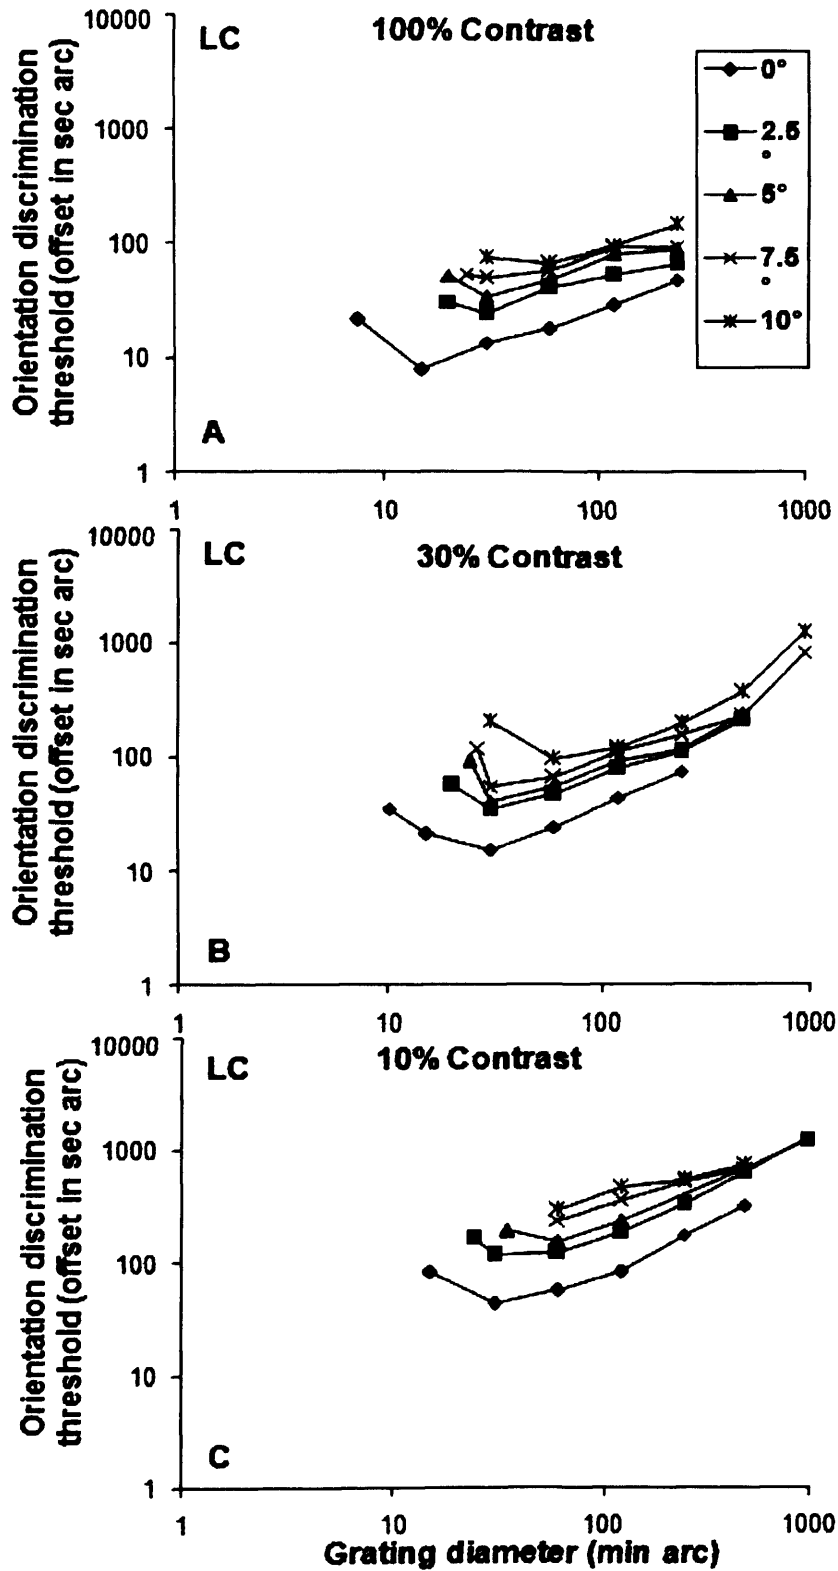 LC
100% Contrast
Orientation discrimination
threshold (offset in sec arc)
10000
1000
100
10
1
0°
2.5
°
5°
7.5
°
10°
A
1
10
100
1000
LC
30% Contrast
Orientation discrimination
threshold (offset in sec arc)
10000
1000
100
10
1
B
1
10
100
1000
LC
10% Contrast
Orientation discrimination
threshold (offset in sec arc)
10000
1000
100
10
1
C
1
10
100
1000
Grating diameter (min arc)